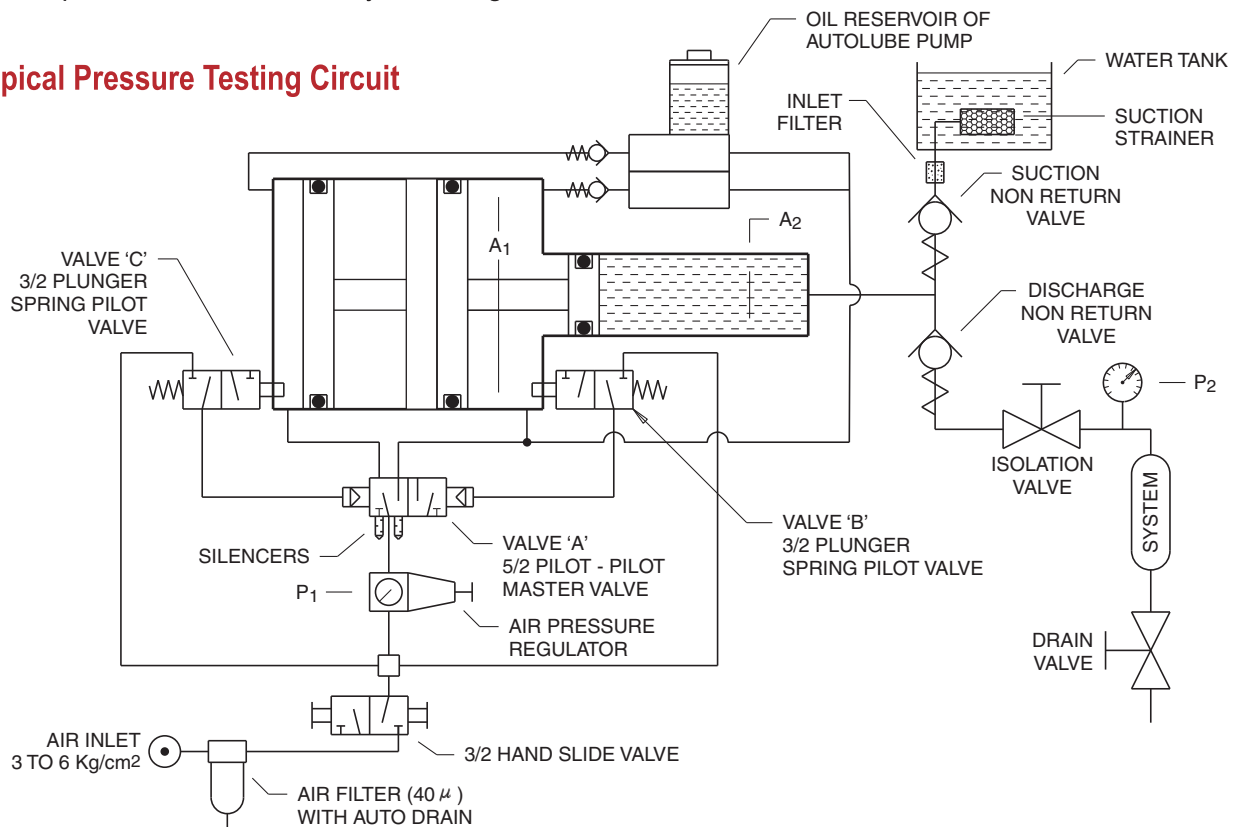 pical Pressure Testing Circuit
OIL RESERVOIR OF
AUTOLUBE PUMP
WATER TANK
INLET
FILTER
SUCTION
STRAINER
SUCTION
NON RETURN
VALVE
A2
A1
VALVE 'C'
3/2 PLUNGER
SPRING PILOT
VALVE
DISCHARGE
NON RETURN
VALVE
P2
ISOLATION
VALVE
SYSTEM
SILENCERS
VALVE 'A'
5/2 PILOT - PILOT
MASTER VALVE
VALVE 'B'
3/2 PLUNGER
SPRING PILOT VALVE
P1
AIR PRESSURE
REGULATOR
DRAIN
VALVE
AIR INLET
3 TO 6 Kg/cm2
3/2 HAND SLIDE VALVE
AIR FILTER (40 μ)
WITH AUTO DRAIN